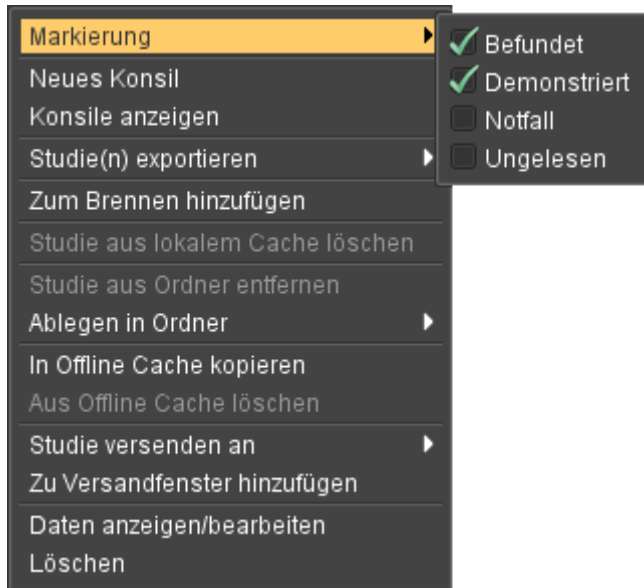 Markierung
Neues Konsil
Konsile anzeigen
Studie(n) exportieren
Zum Brennen hinzufügen
Studie aus lokalem Cache löschen
Studie aus Ordner entfernen
Ablegen in Ordner
In Offline Cache kopieren
Aus Offline Cache löschen
Studie versenden an
Zu Versandfenster hinzufügen
Daten anzeigen/bearbeiten
Löschen
Befundet
Demonstriert
Notfall
Ungelesen